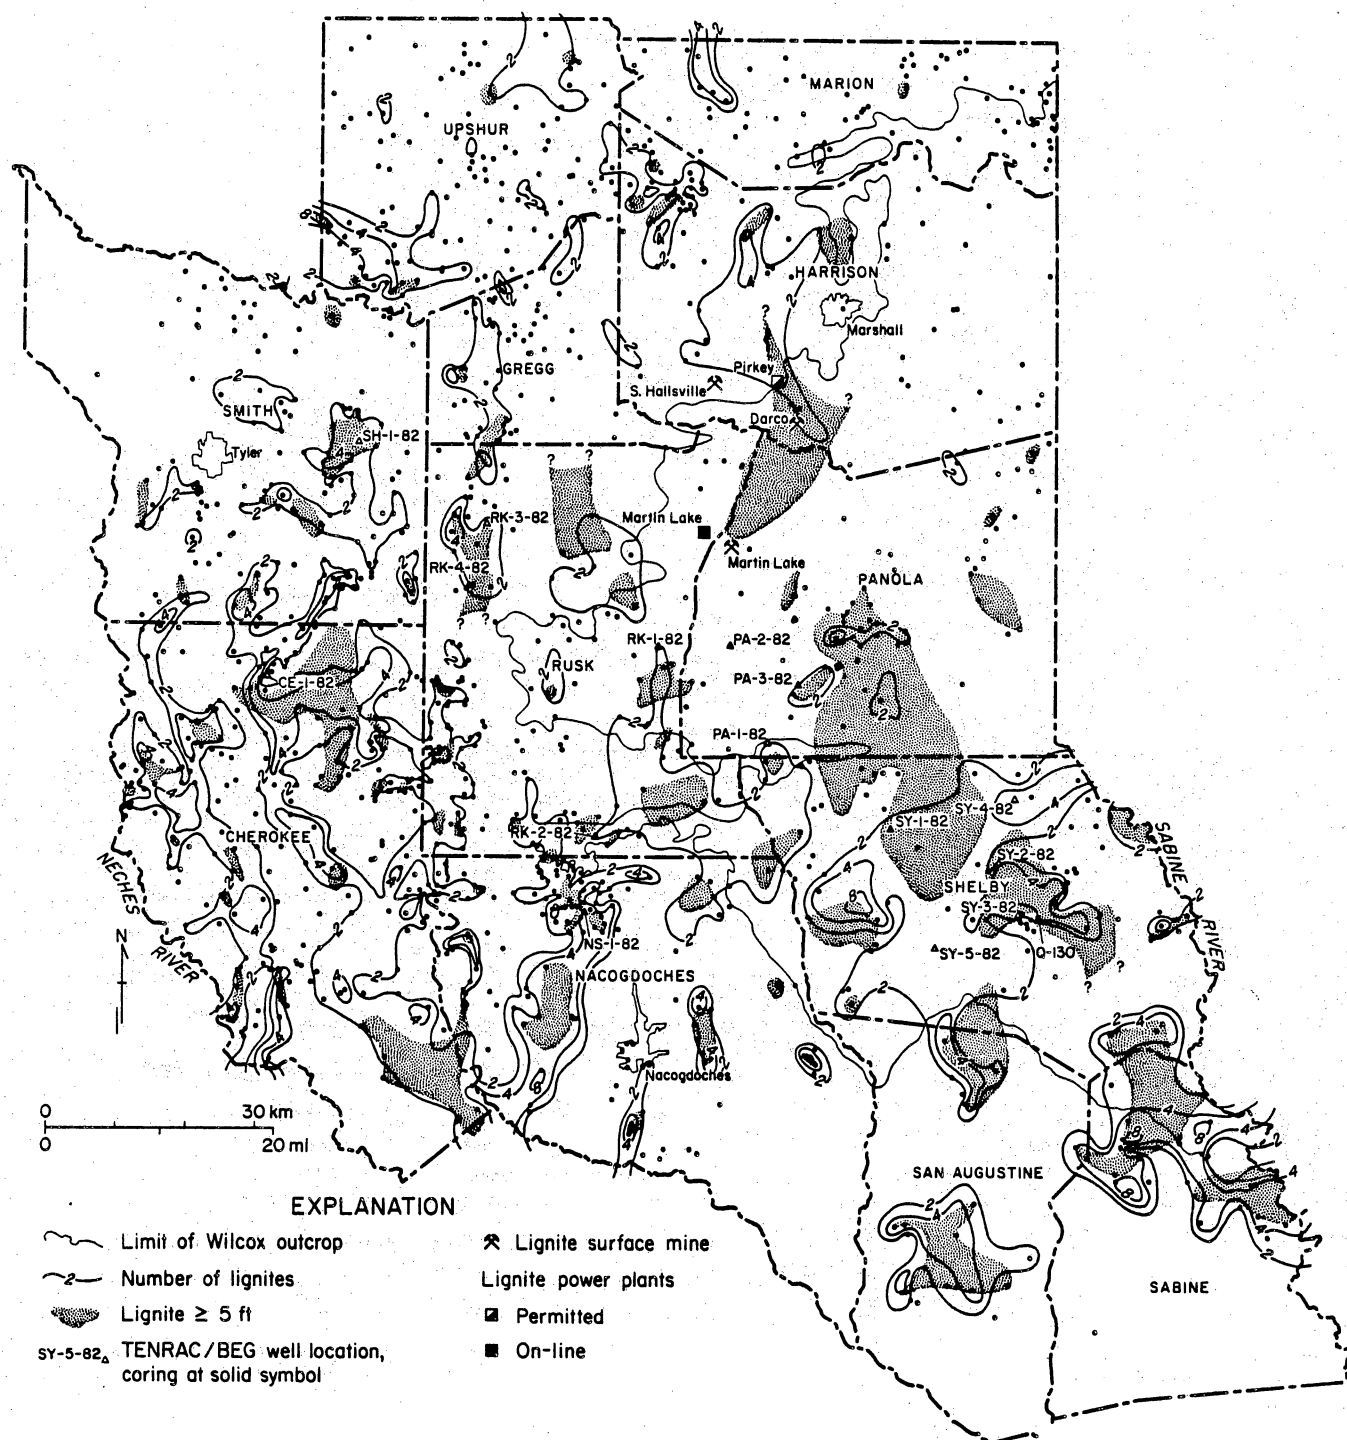 MARION
UPSHUR
HARRISON
Marshall
GREGG
Pirkey
S. Hallsville
Darco
SMITH
SH-1-82
Tyler
RK-3-82
Martin Lake
Martin Lake
RK-4-82
PANOLA
RK-1-82
PA-2-82
RUSK
PA-3-82
CE-1-82
PA-1-82
SY-4-82
SY-1-82
RK-2-82
CHEROKEE
SY-2-82
SHELBY
SY-3-82
SABINE
RIVER
NECHES
RIVER
NS-1-82
SY-5-82
Q-130
N
NACOGDOCHES
Nacogdoches
0 30 km
0 20 mi
SAN AUGUSTINE
SABINE
EXPLANATION
Limit of Wilcox outcrop
2 Number of lignites
Lignite ≥ 5 ft
SY-5-82 TENRAC/BEG well location,
coring at solid symbol
Lignite surface mine
Lignite power plants
Permitted
On-line